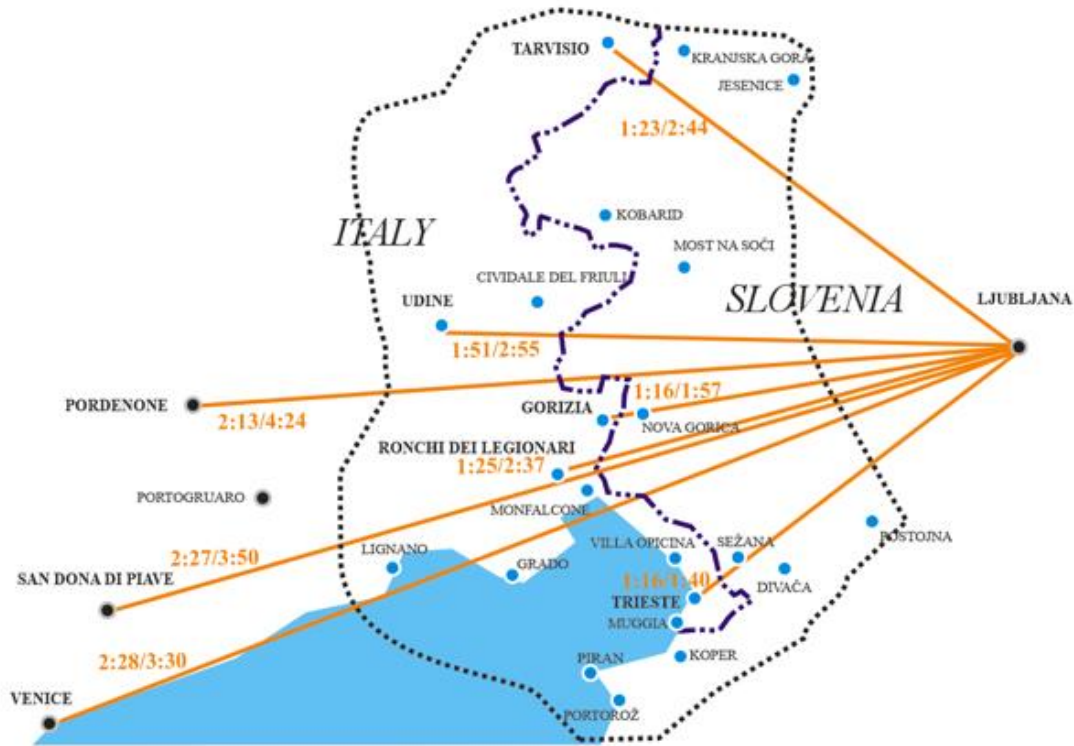 TARVISIO
KRANJSKA GORA
JESENICE
1:23/2:44
KOBARID
ITALY
MOST NA SOČI
CIVIDALE DEL FRIULI
SLOVENIA
UDINE
LJUBLJANA
1:51/2:55
1:16/1:57
PORDENONE
GORIZIA
2:13/4:24
NOVA GORICA
RONCHI DEI LEGIONARI
1:25/2:37
PORTOGRUARO
MONFALCONE
POSTOJNA
VILLA OPICINA
SEŽANA
LIGNANO
2:27/3:50
GRADO
SAN DONA DI PIAVE
1:16/1:40
DIVAČA
TRIESTE
MUGGIA
2:28/3:30
PIRAN
KOPER
VENICE
PORTOROŽ